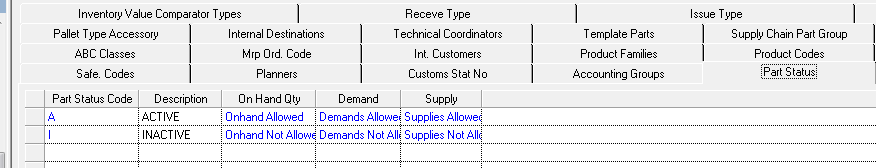 Inventory Value Comparator Types Receve Type Issue Type
Pallet Type Accessory Internal Destinations Technical Coordinators Template Parts Supply Chain Part Group
ABC Classes Mrp Ord. Code Int. Customers Product Families Product Codes
Safe. Codes Planners Customs Stat No Accounting Groups Part Status
Part Status Code Description On Hand Qty Demand Supply
A ACTIVE Onhand Allowed Demands Allowe Supplies Allowed
I INACTIVE Onhand Not Allowe Demands Not All Supplies Not Alle